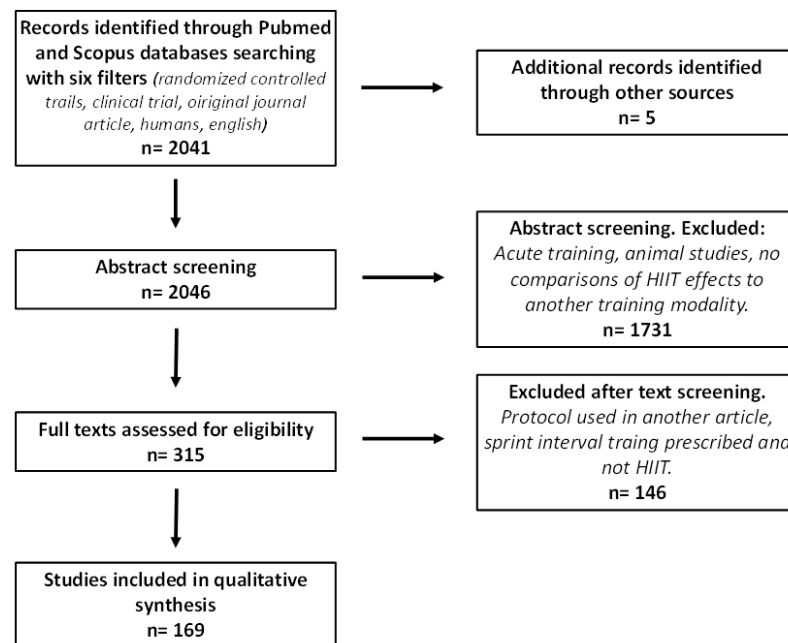 Records identified through Pubmed
and Scopus databases searching
with six filters (randomized controlled
trails, clinical trial, oiriginal journal
article, humans, english)
n= 2041
Additional records identified
through other sources
n= 5
Abstract screening
n= 2046
Abstract screening. Excluded:
Acute training, animal studies, no
comparisons of HIIT effects to
another training modality.
n= 1731
Full texts assessed for eligibility
n= 315
Excluded after text screening.
Protocol used in another article,
sprint interval traing prescribed and
not HIIT.
n= 146
Studies included in qualitative
synthesis
n= 169